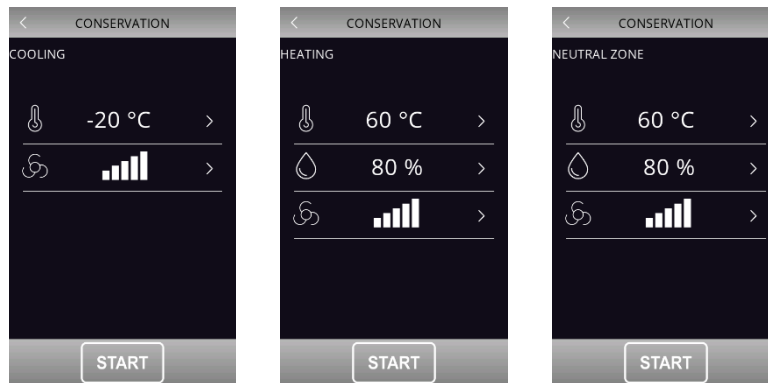 CONSERVATION
COOLING
-20 °C
START
CONSERVATION
HEATING
60 °C
80 %
START
CONSERVATION
NEUTRAL ZONE
60 °C
80 %
START